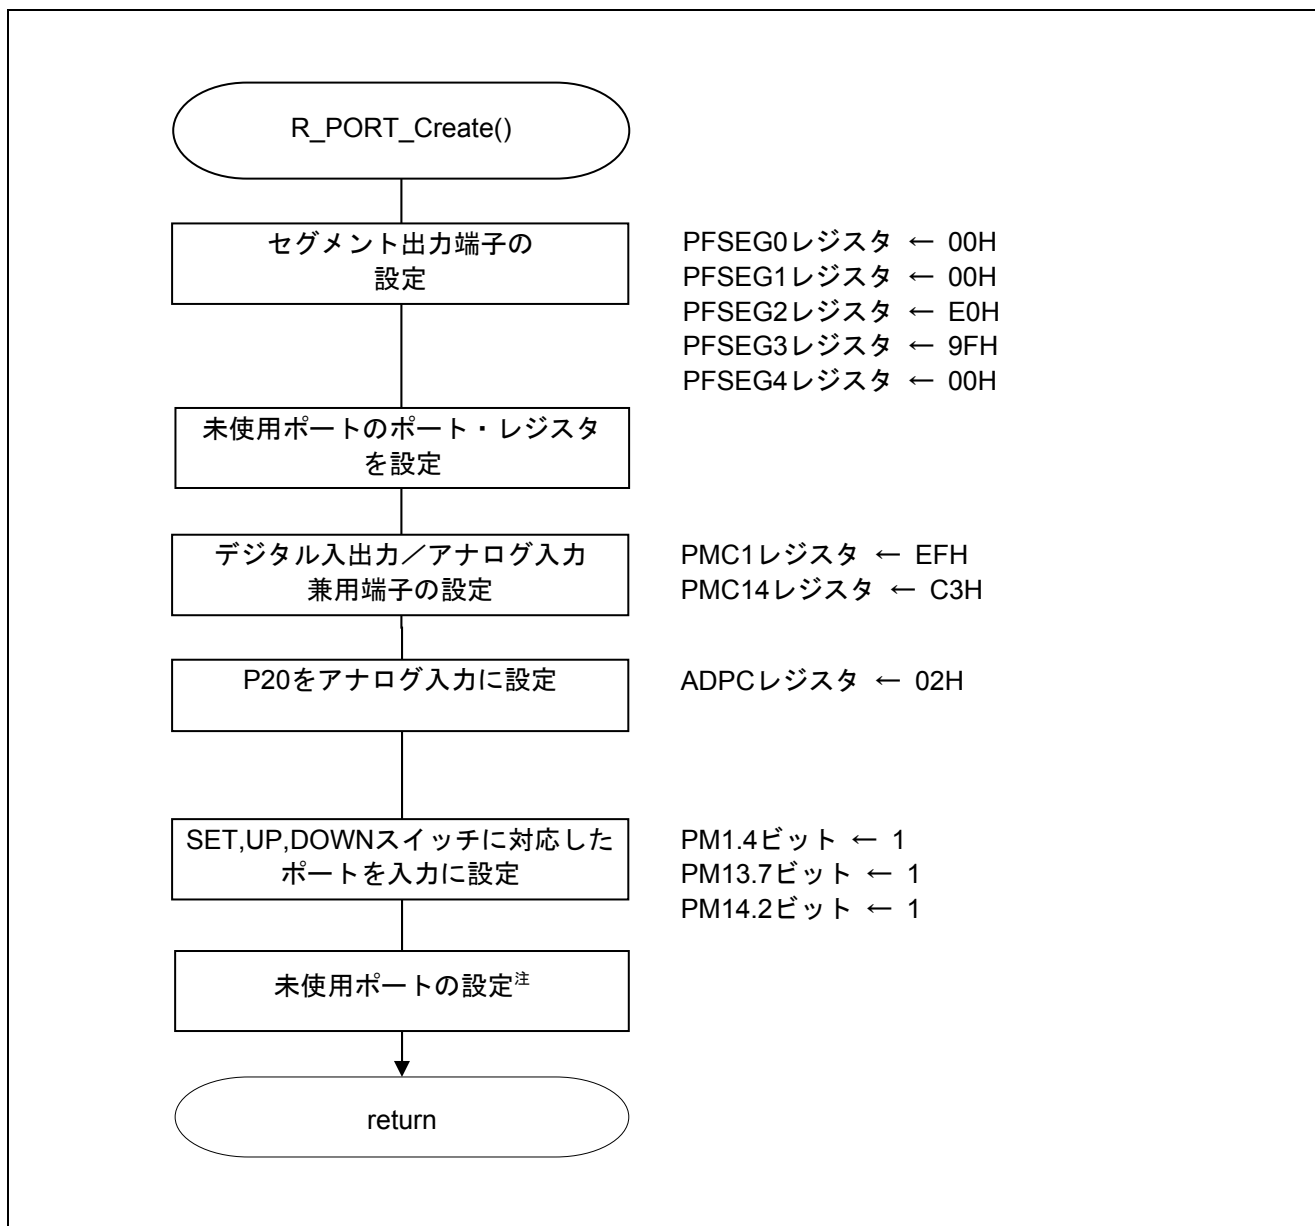 R_PORT_Create()
セグメント出力端子の
設定
PFSEG0レジスタ ← 00H
PFSEG1レジスタ ← 00H
PFSEG2レジスタ ← E0H
PFSEG3レジスタ ← 9FH
PFSEG4レジスタ ← 00H
未使用ポートのポート・レジスタ
を設定
デジタル入出力／アナログ入力
兼用端子の設定
PMC1レジスタ ← EFH
PMC14レジスタ ← C3H
P20をアナログ入力に設定
ADPCレジスタ ← 02H
SET,UP,DOWNスイッチに対応した
ポートを入力に設定
PM1.4ビット ← 1
PM13.7ビット ← 1
PM14.2ビット ← 1
未使用ポートの設定注
return